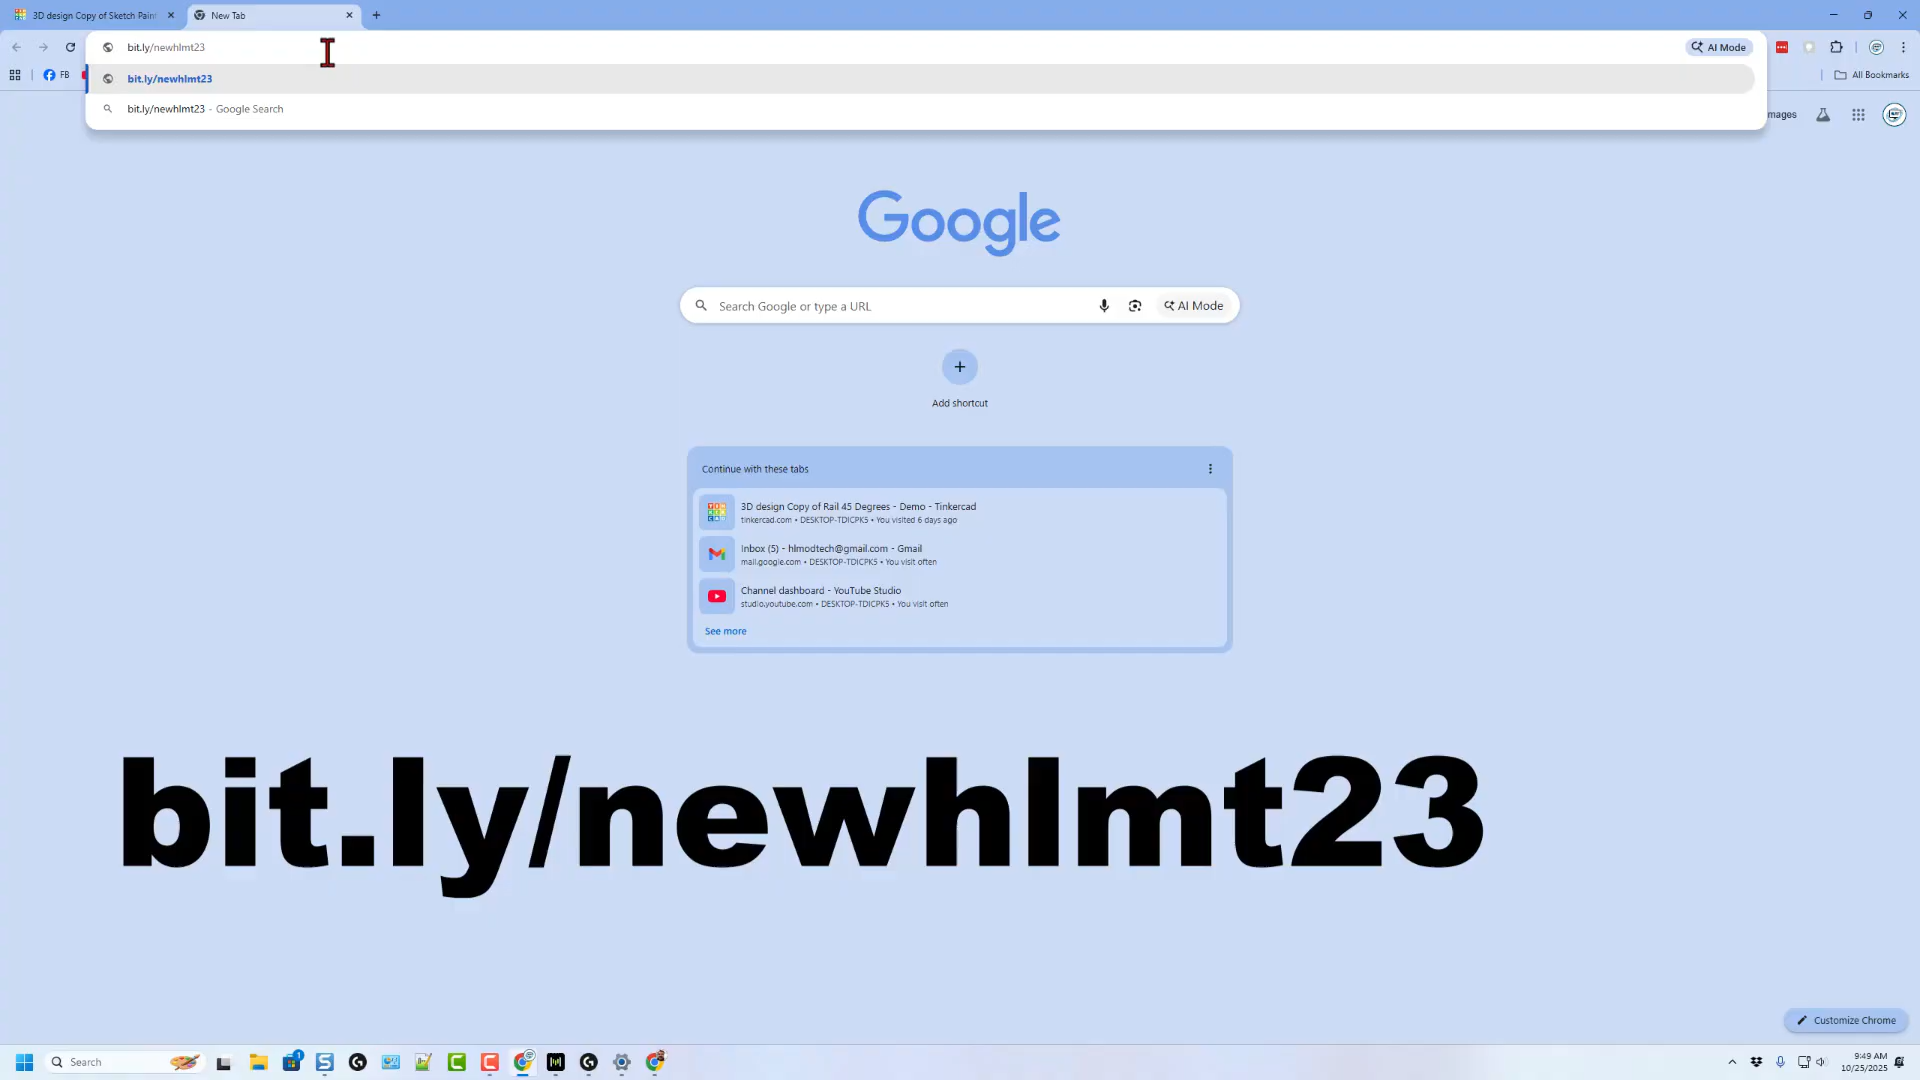 3D design Copy of Sketch Pain
New Tab
bit.ly/newhlmt23
AI Mode
FB
bit.ly/newhlmt23
All Bookmarks
bit.ly/newhlmt23 - Google Search
mages
Google
Search Google or type a URL
AI Mode
Add shortcut
Continue with these tabs
3D design Copy of Rail 45 Degrees - Demo - Tinkercad
tinkercad.com • DESKTOP-TDICPK5 • You visited 6 days ago
Inbox (5) - hlmodtech@gmail.com - Gmail
mail.google.com • DESKTOP-TDICPK5 • You visit often
Channel dashboard - YouTube Studio
studio.youtube.com • DESKTOP-TDICPK5 • You visit often
See more
bit.ly/newhlmt23
Customize Chrome
Search
9:49 AM
10/25/2025